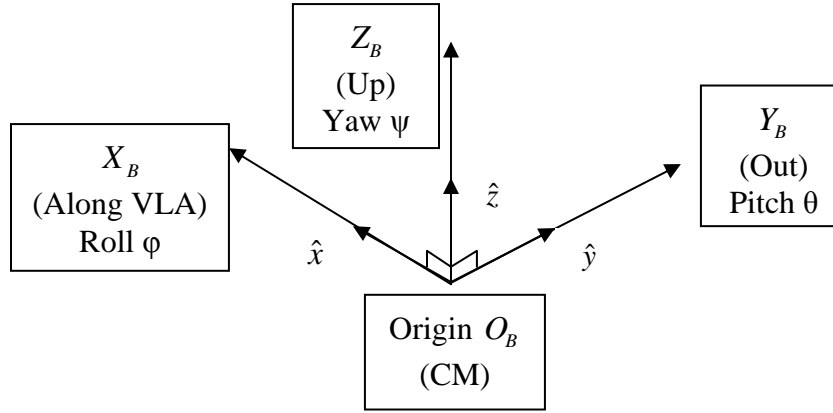 Z_B
(Up)
Yaw ψ
X_B
(Along VLA)
Roll φ
Y_B
(Out)
Pitch θ
ẑ
x̂
ŷ
Origin O_B
(CM)